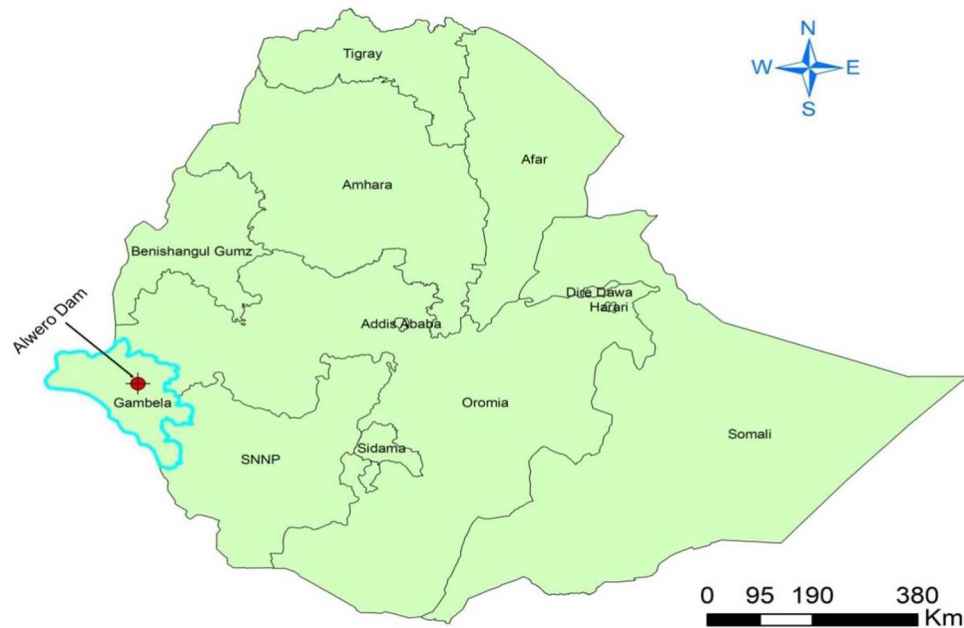 N
Tigray
W E
S
Afar
Amhara
Benishangul Gumz
Dire Dawa
Harari
Alwero Dam
Addis Ababa
Gambela
Oromia
Somali
Sidama
SNNP
0 95 190 380
Km